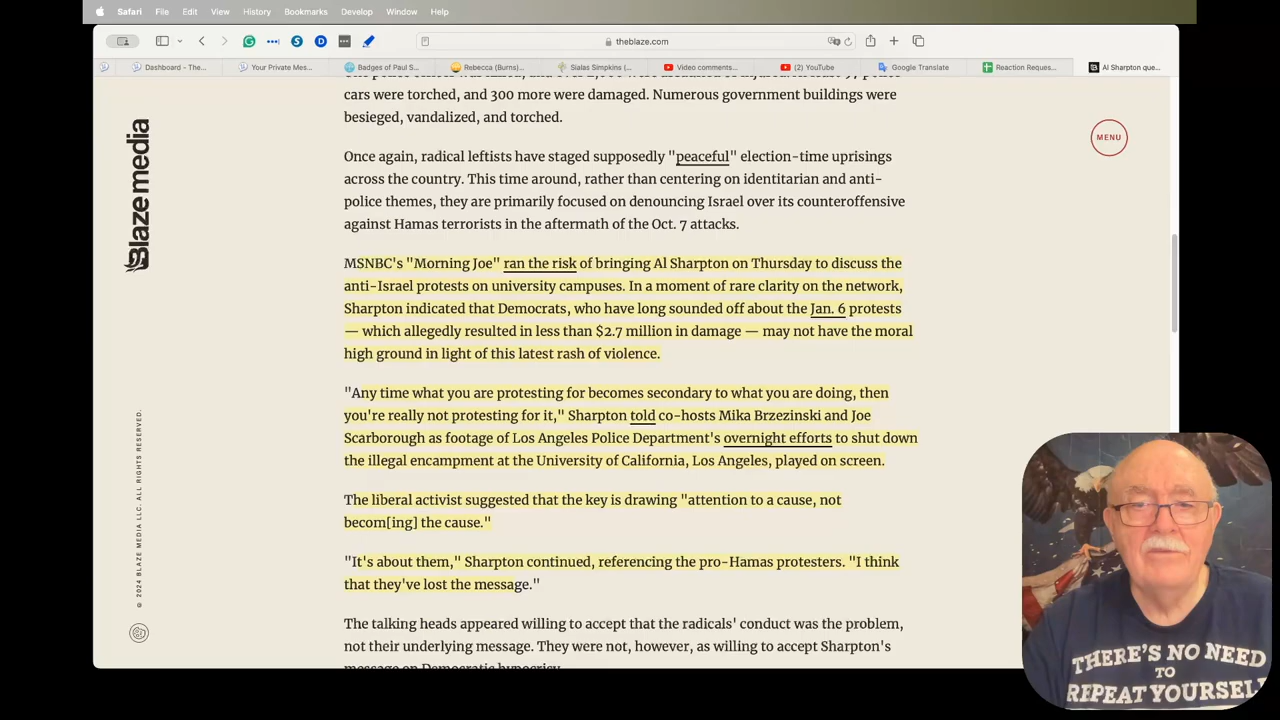 Safari File Edit View History Bookmarks Develop Window Help
theblaze.com
Dashboard - The... Your Private Mes... Badges of Paul S... Rebecca (Burns)... Sialas Simpkins (... Video comments... (2) YouTube Google Translate Reaction Reques... Al Sharpton que...
cars were torched, and 300 more were damaged. Numerous government buildings were
besieged, vandalized, and torched.
MENU
Blaze media
Once again, radical leftists have staged supposedly "peaceful" election-time uprisings
across the country. This time around, rather than centering on identitarian and anti-
police themes, they are primarily focused on denouncing Israel over its counteroffensive
against Hamas terrorists in the aftermath of the Oct. 7 attacks.
MSNBC's "Morning Joe" ran the risk of bringing Al Sharpton on Thursday to discuss the
anti-Israel protests on university campuses. In a moment of rare clarity on the network,
Sharpton indicated that Democrats, who have long sounded off about the Jan. 6 protests
— which allegedly resulted in less than $2.7 million in damage — may not have the moral
high ground in light of this latest rash of violence.
"Any time what you are protesting for becomes secondary to what you are doing, then
you're really not protesting for it," Sharpton told co-hosts Mika Brzezinski and Joe
Scarborough as footage of Los Angeles Police Department's overnight efforts to shut down
the illegal encampment at the University of California, Los Angeles, played on screen.
The liberal activist suggested that the key is drawing "attention to a cause, not
becom[ing] the cause."
"It's about them," Sharpton continued, referencing the pro-Hamas protesters. "I think
that they've lost the message."
The talking heads appeared willing to accept that the radicals' conduct was the problem,
not their underlying message. They were not, however, as willing to accept Sharpton's
message on Democratic hypocrisy.
© 2024 BLAZE MEDIA LLC. ALL RIGHTS RESERVED.
THERE'S NO NEED
TO
REPEAT YOURSELF